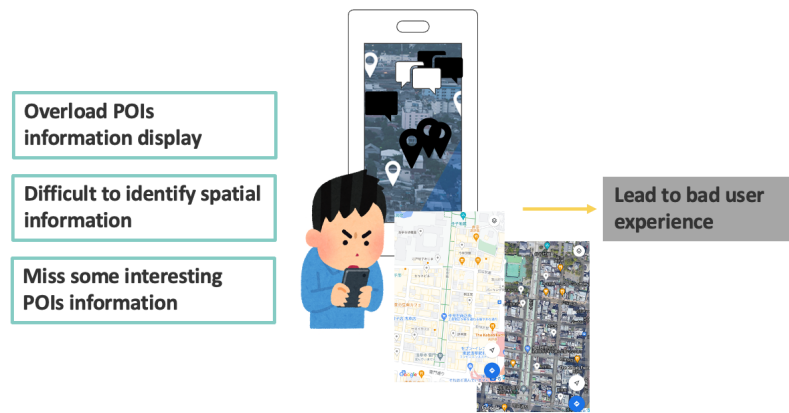 Overload POIs
information display
Difficult to identify spatial
information
Miss some interesting
POIs information
Lead to bad user
experience
Google